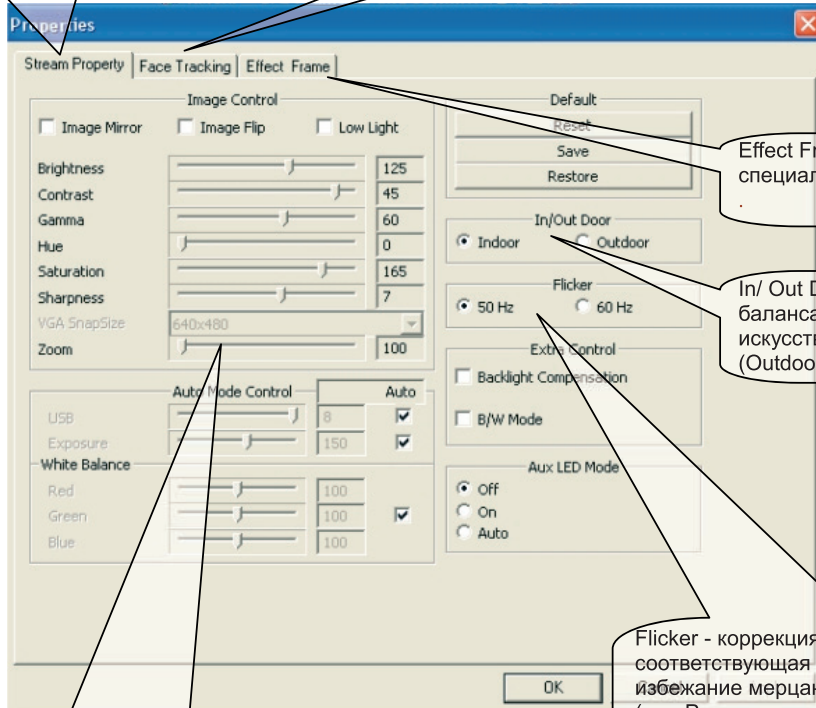 Properties
Stream Property Face Tracking Effect Frame
Image Control
Image Mirror Image Flip Low Light
Brightness 125
Contrast 45
Gamma 60
Hue 0
Saturation 165
Sharpness 7
VGA SnapSize 640x480
Zoom 100
Auto Mode Control Auto
USB 8
Exposure 150
White Balance
Red 100
Green 100
Blue 100
Default
Reset
Save
Restore
In/Out Door
Indoor Outdoor
Flicker
50 Hz 60 Hz
Extra Control
Backlight Compensation
B/W Mode
Aux LED Mode
Off
On
Auto
OK
Effect Fr
специал
.
In/ Out
баланса
искусств
(Outdoo
Flicker - коррекция
соответствующая
избежание мерцан